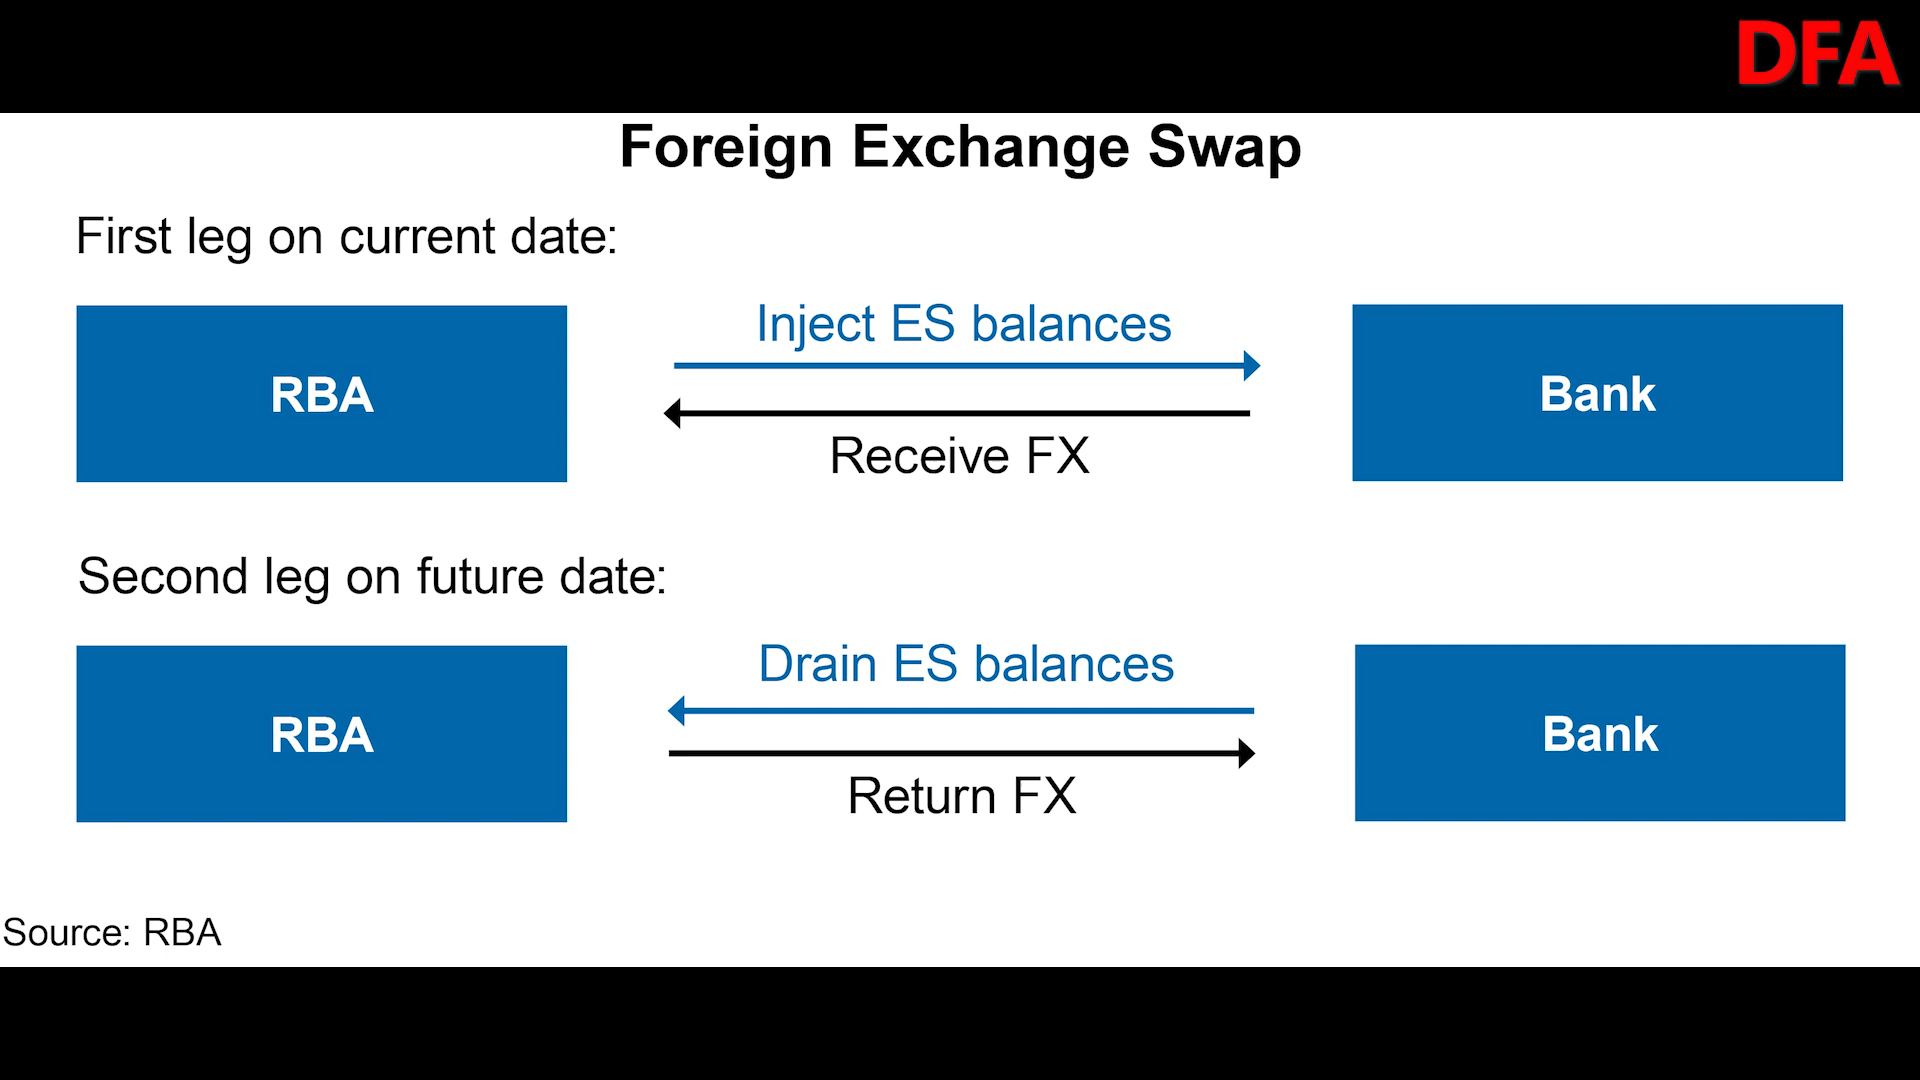 DFA
Foreign Exchange Swap
First leg on current date:
RBA
Inject ES balances
Receive FX
Bank
Second leg on future date:
RBA
Drain ES balances
Return FX
Bank
Source: RBA